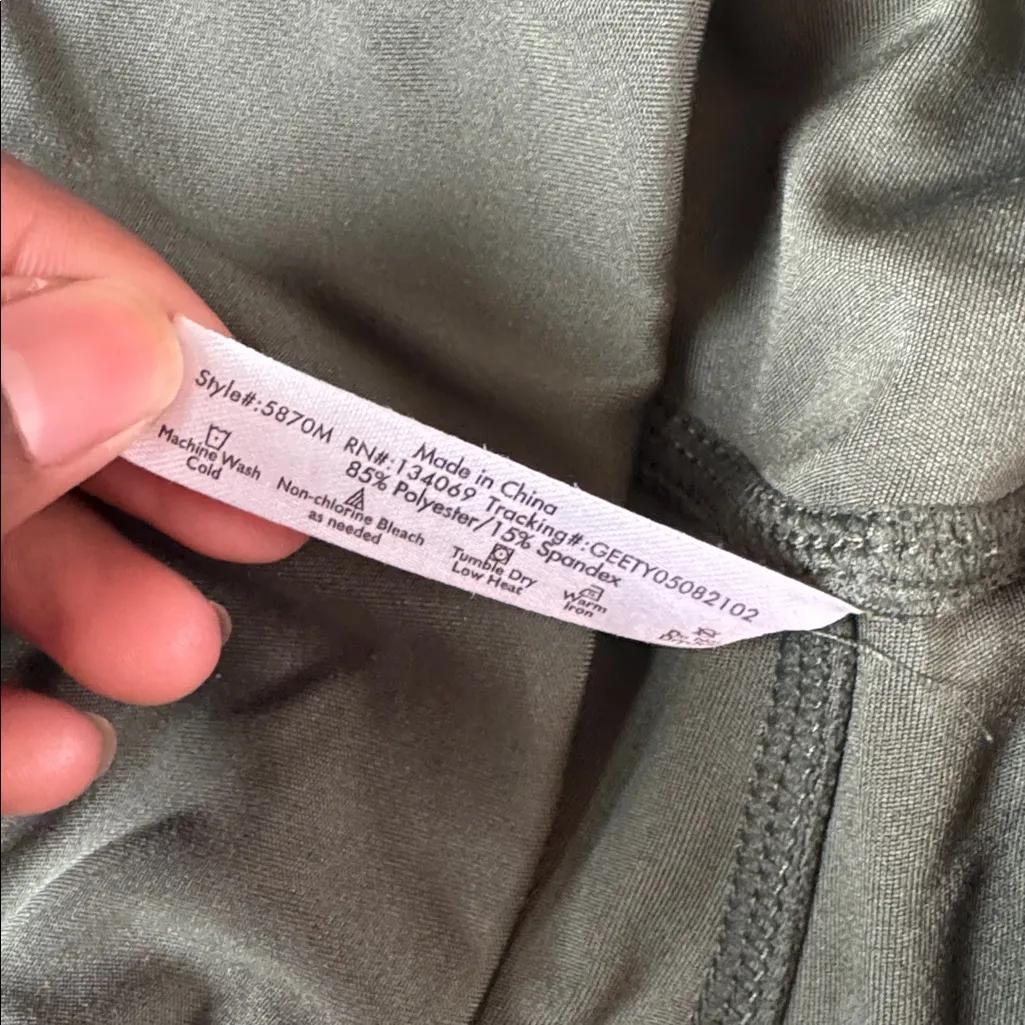 Made in China
Style#:5870M RN#:134069 Tracking#:GEETY05082102
85% Polyester/15% Spandex
Machine Wash
Cold
Non-chlorine Bleach
as needed
Tumble Dry
Low Heat
Warm
Iron